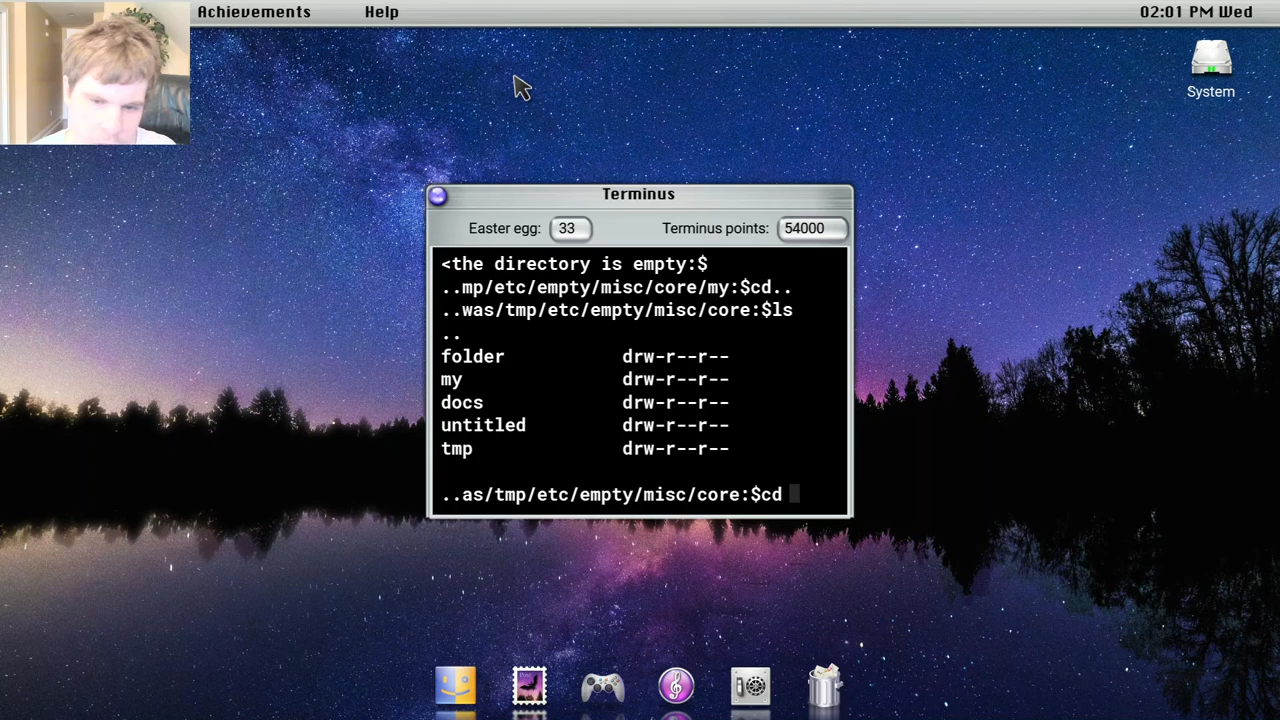 Achievements Help 02:01 PM Wed
System
Terminus
Easter egg: 33 Terminus points: 54000
<the directory is empty:$
..mp/etc/empty/misc/core/my:$cd..
..was/tmp/etc/empty/misc/core:$ls
..
folder drw-r--r--
my drw-r--r--
docs drw-r--r--
untitled drw-r--r--
tmp drw-r--r--
..as/tmp/etc/empty/misc/core:$cd